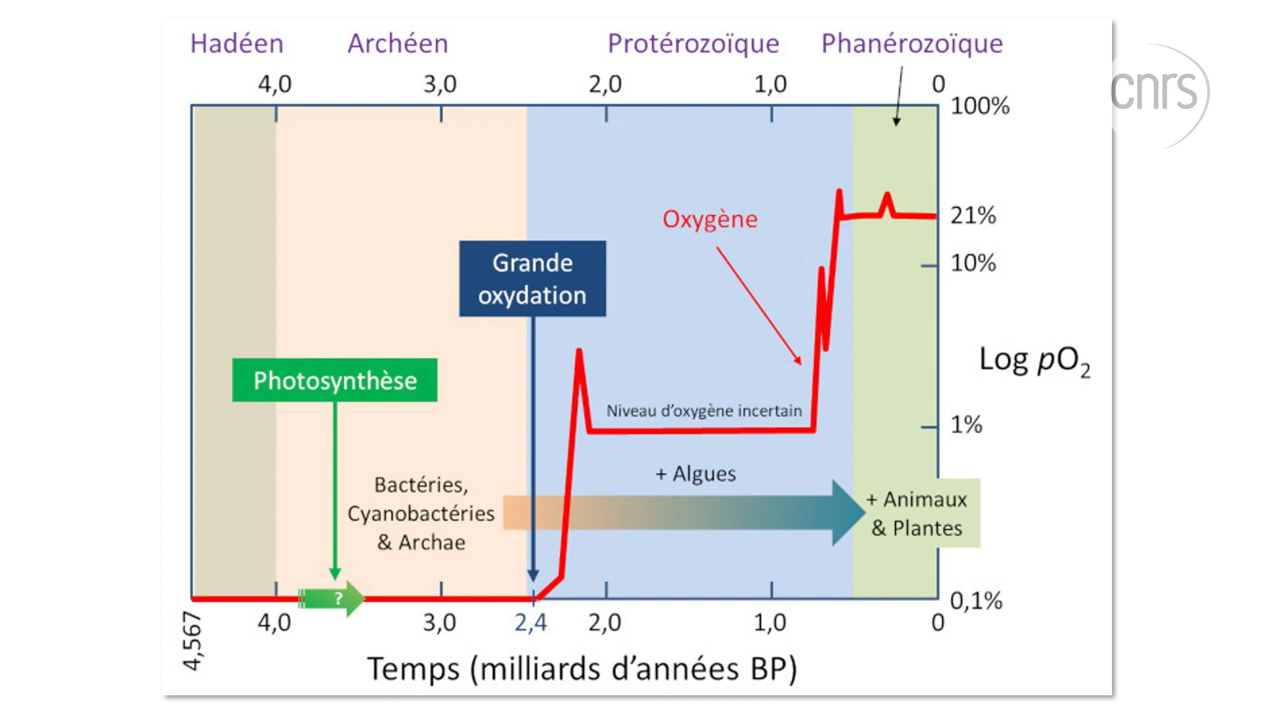 Hadéen Archéen Protérozoïque Phanérozoïque
4,0 3,0 2,0 1,0 0
cnrs
100%
Oxygène
21%
Grande
oxydation
10%
Log pO₂
Photosynthèse
Niveau d'oxygène incertain
1%
+ Algues
Bactéries,
Cyanobactéries
& Archae
+ Animaux
& Plantes
?
0,1%
4,567
4,0 3,0 2,4 2,0 1,0 0
Temps (milliards d'années BP)